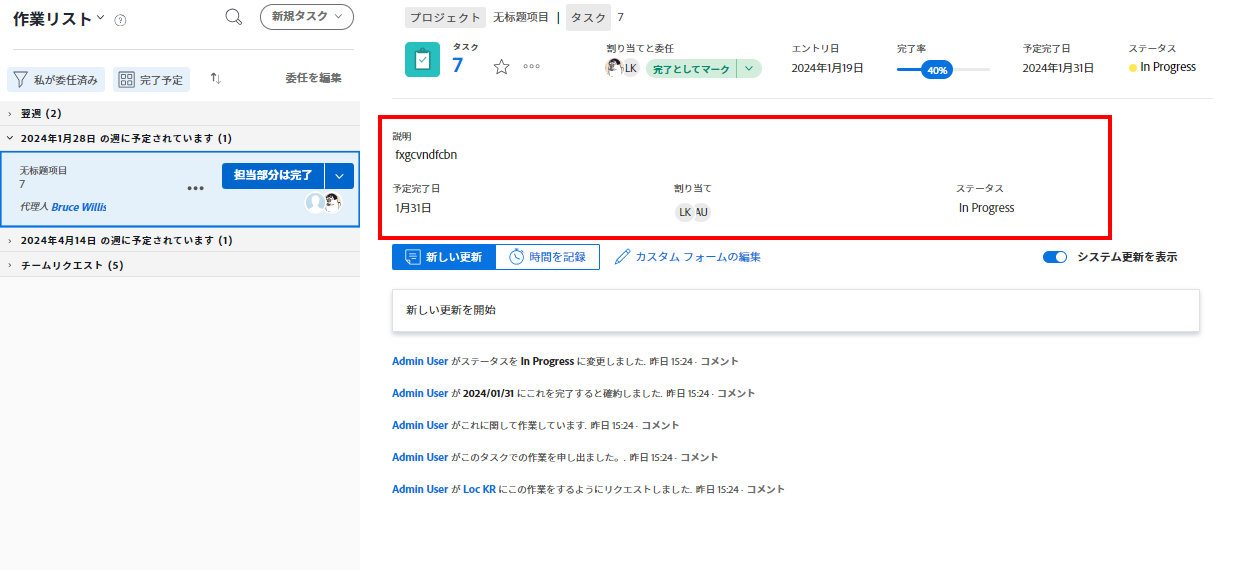 作業リスト
新規タスク
私が委任済み
完了予定
委任を編集
翌週 (2)
2024年1月28日 の週に予定されています (1)
无标题项目
7
担当部分は完了
代理人 Bruce Willis
2024年4月14日 の週に予定されています (1)
チームリクエスト (5)
プロジェクト 无标题项目 | タスク 7
タスク
7
割り当てと委任
LK
完了としてマーク
エントリ日
2024年1月19日
完了率
40%
予定完了日
2024年1月31日
ステータス
In Progress
説明
fxgcvndfcbn
予定完了日
1月31日
割り当て
LK AU
ステータス
In Progress
新しい更新
時間を記録
カスタム フォームの編集
システム更新を表示
新しい更新を開始
Admin User がステータスを In Progress に変更しました. 昨日 15:24 · コメント
Admin User が 2024/01/31 にこれを完了すると確約しました. 昨日 15:24 · コメント
Admin User がこれに関して作業しています. 昨日 15:24 · コメント
Admin User がこのタスクでの作業を申し出ました。. 昨日 15:24 · コメント
Admin User が Loc KR にこの作業をするようにリクエストしました. 昨日 15:24 · コメント